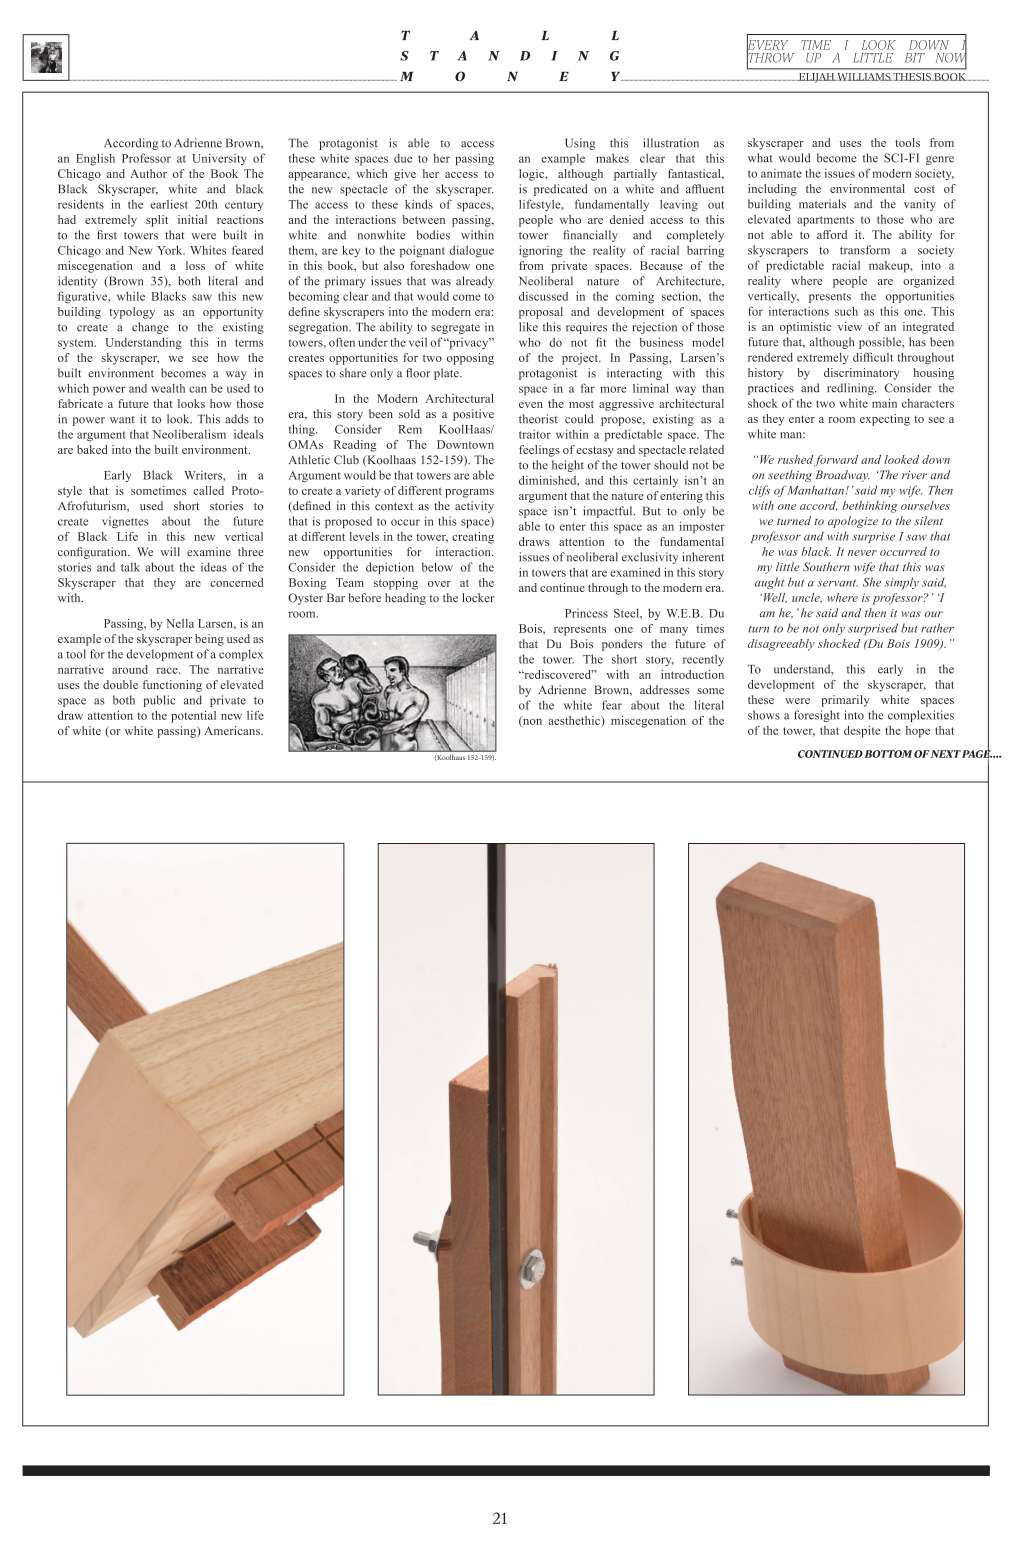 T A L L
S T A N D I N G
M O N E Y
EVERY TIME I LOOK DOWN I
THROW UP A LITTLE BIT NOW
ELIJAH WILLIAMS THESIS BOOK
According to Adrienne Brown,
an English Professor at University of
Chicago and Author of the Book The
Black Skyscraper, white and black
residents in the earliest 20th century
had extremely split initial reactions
to the first towers that were built in
Chicago and New York. Whites feared
miscegenation and a loss of white
identity (Brown 35), both literal and
figurative, while Blacks saw this new
building typology as an opportunity
to create a change to the existing
system. Understanding this in terms
of the skyscraper, we see how the
built environment becomes a way in
which power and wealth can be used to
fabricate a future that looks how those
in power want it to look. This adds to
the argument that Neoliberalism ideals
are baked into the built environment.
Early Black Writers, in a
style that is sometimes called Proto-
Afrofuturism, used short stories to
create vignettes about the future
of Black Life in this new vertical
configuration. We will examine three
stories and talk about the ideas of the
Skyscraper that they are concerned
with.
Passing, by Nella Larsen, is an
example of the skyscraper being used as
a tool for the development of a complex
narrative around race. The narrative
uses the double functioning of elevated
space as both public and private to
draw attention to the potential new life
of white (or white passing) Americans.
The protagonist is able to access
these white spaces due to her passing
appearance, which give her access to
the new spectacle of the skyscraper.
The access to these kinds of spaces,
and the interactions between passing,
white and nonwhite bodies within
them, are key to the poignant dialogue
in this book, but also foreshadow one
of the primary issues that was already
becoming clear and that would come to
define skyscrapers into the modern era:
segregation. The ability to segregate in
towers, often under the veil of “privacy”
creates opportunities for two opposing
spaces to share only a floor plate.
In the Modern Architectural
era, this story been sold as a positive
thing. Consider Rem KoolHaas/
OMAs Reading of The Downtown
Athletic Club (Koolhaas 152-159). The
Argument would be that towers are able
to create a variety of different programs
(defined in this context as the activity
that is proposed to occur in this space)
at different levels in the tower, creating
new opportunities for interaction.
Consider the depiction below of the
Boxing Team stopping over at the
Oyster Bar before heading to the locker
room.
(Koolhaas 152-159).
Using this illustration as
an example makes clear that this
logic, although partially fantastical,
is predicated on a white and affluent
lifestyle, fundamentally leaving out
people who are denied access to this
tower financially and completely
ignoring the reality of racial barring
from private spaces. Because of the
Neoliberal nature of Architecture,
discussed in the coming section, the
proposal and development of spaces
like this requires the rejection of those
who do not fit the business model
of the project. In Passing, Larsen’s
protagonist is interacting with this
space in a far more liminal way than
even the most aggressive architectural
theorist could propose, existing as a
traitor within a predictable space. The
feelings of ecstasy and spectacle related
to the height of the tower should not be
diminished, and this certainly isn’t an
argument that the nature of entering this
space isn’t impactful. But to only be
able to enter this space as an imposter
draws attention to the fundamental
issues of neoliberal exclusivity inherent
in towers that are examined in this story
and continue through to the modern era.
Princess Steel, by W.E.B. Du
Bois, represents one of many times
that Du Bois ponders the future of
the tower. The short story, recently
“rediscovered” with an introduction
by Adrienne Brown, addresses some
of the white fear about the literal
(non aesthethic) miscegenation of the
skyscraper and uses the tools from
what would become the SCI-FI genre
to animate the issues of modern society,
including the environmental cost of
building materials and the vanity of
elevated apartments to those who are
not able to afford it. The ability for
skyscrapers to transform a society
of predictable racial makeup, into a
reality where people are organized
vertically, presents the opportunities
for interactions such as this one. This
is an optimistic view of an integrated
future that, although possible, has been
rendered extremely difficult throughout
history by discriminatory housing
practices and redlining. Consider the
shock of the two white main characters
as they enter a room expecting to see a
white man:
“We rushed forward and looked down
on seething Broadway. ‘The river and
clifs of Manhattan!’ said my wife. Then
with one accord, bethinking ourselves
we turned to apologize to the silent
professor and with surprise I saw that
he was black. It never occurred to
my little Southern wife that this was
aught but a servant. She simply said,
‘Well, uncle, where is professor?’ ‘I
am he,’ he said and then it was our
turn to be not only surprised but rather
disagreeably shocked (Du Bois 1909).”
To understand, this early in the
development of the skyscraper, that
these were primarily white spaces
shows a foresight into the complexities
of the tower, that despite the hope that
CONTINUED BOTTOM OF NEXT PAGE....
21